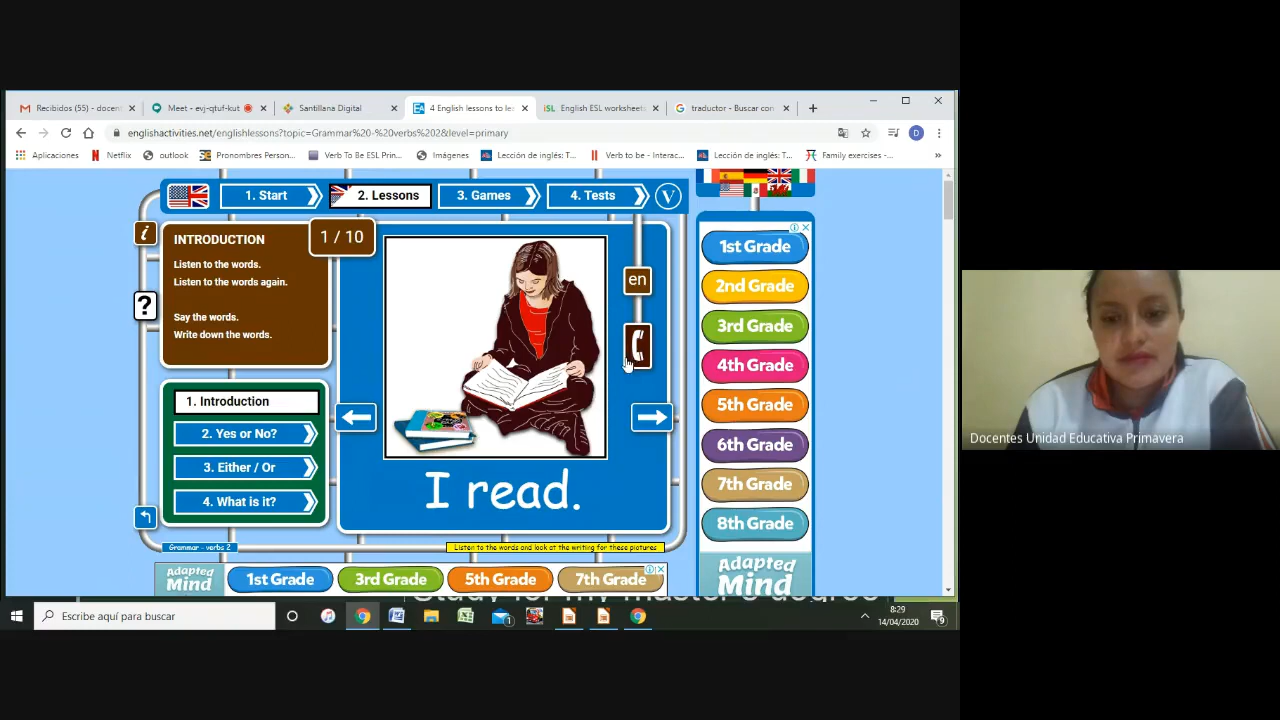 Recibidos (55) - docent
Meet - evj-qtuf-kut
Santillana Digital
4 English lessons to le
English ESL worksheets,
traductor - Buscar con
englishactivities.net/englishlessons?topic=Grammar%20-%20verbs%202&level=primary
D
Aplicaciones
Netflix
outlook
Pronombres Person...
Verb To Be ESL Prin...
Imágenes
Lección de inglés: T...
Verb to be - Interac...
Lección de inglés: T...
Family exercises -...
»
1. Start
2. Lessons
3. Games
4. Tests
V
i
?
INTRODUCTION
Listen to the words.
Listen to the words again.
Say the words.
Write down the words.
1 / 10
en
1. Introduction
2. Yes or No?
3. Either / Or
4. What is it?
I read.
Grammar - verbs 2
Listen to the words and look at the writing for these pictures
1st Grade
2nd Grade
3rd Grade
4th Grade
5th Grade
6th Grade
7th Grade
8th Grade
Adapted
Mind
Adapted
Mind
1st Grade
3rd Grade
5th Grade
7th Grade
Escribe aquí para buscar
8:29
14/04/2020
Docentes Unidad Educativa Primavera